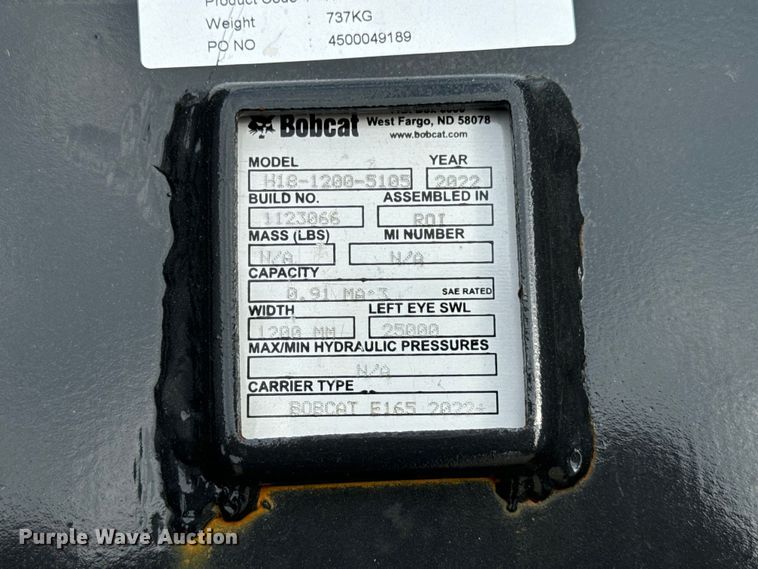 Weight : 737KG
PO NO : 4500049189
Bobcat West Fargo, ND 58078
www.bobcat.com
MODEL YEAR
H18-1200-5105 2022
BUILD NO. ASSEMBLED IN
1123066 ROI
MASS (LBS) MI NUMBER
N/A N/A
CAPACITY
0.91 MA-3 SAE RATED
WIDTH LEFT EYE SWL
1200 MM 25000
MAX/MIN HYDRAULIC PRESSURES
N/A
CARRIER TYPE
BOBCAT E165 2022+
Purple Wave Auction